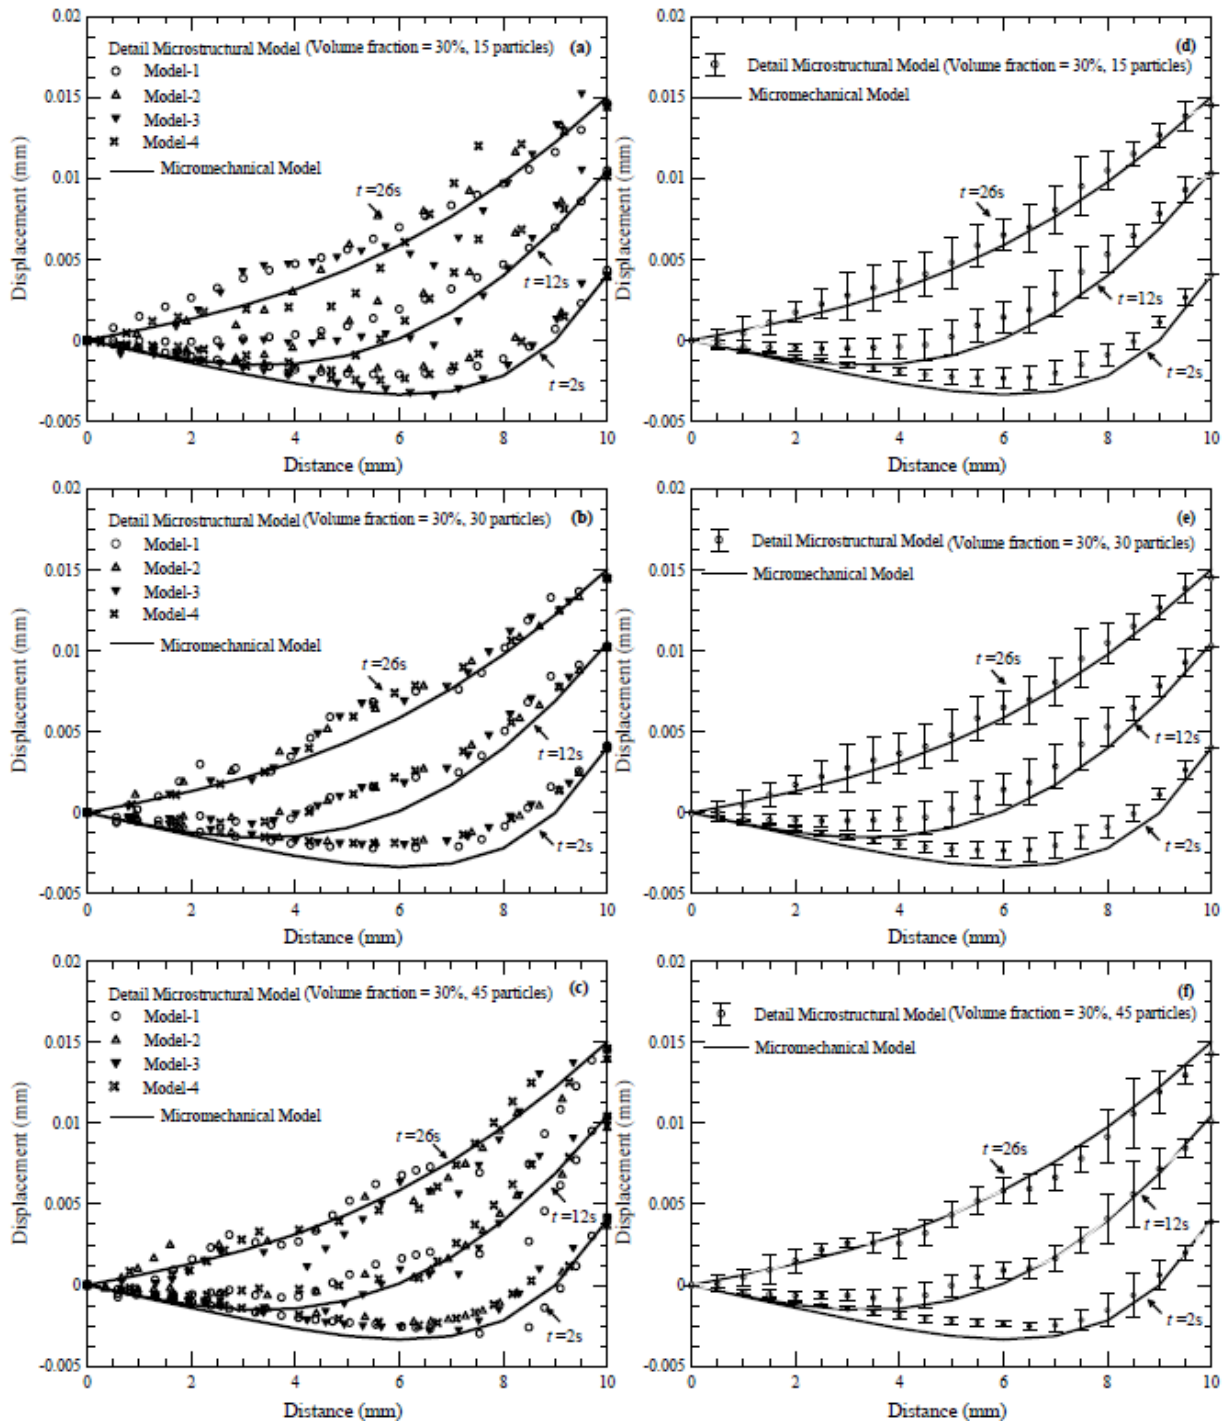 0.02
0.015
0.01
0.005
0
-0.005
Displacement (mm)
Detail Microstructural Model (Volume fraction = 30%, 15 particles)
(a)
Model-1
Model-2
Model-3
Model-4
Micromechanical Model
t=26s
t=12s
t=2s
0 2 4 6 8 10
Distance (mm)
0.02
0.015
0.01
0.005
0
-0.005
Displacement (mm)
(d)
Detail Microstructural Model (Volume fraction = 30%, 15 particles)
Micromechanical Model
t=26s
t=12s
t=2s
0 2 4 6 8 10
Distance (mm)
0.02
0.015
0.01
0.005
0
-0.005
Displacement (mm)
Detail Microstructural Model (Volume fraction = 30%, 30 particles)
(b)
Model-1
Model-2
Model-3
Model-4
Micromechanical Model
t=26s
t=12s
t=2s
0 2 4 6 8 10
Distance (mm)
0.02
0.015
0.01
0.005
0
-0.005
Displacement (mm)
(e)
Detail Microstructural Model (Volume fraction = 30%, 30 particles)
Micromechanical Model
t=26s
t=12s
t=2s
0 2 4 6 8 10
Distance (mm)
0.02
0.015
0.01
0.005
0
-0.005
Displacement (mm)
Detail Microstructural Model (Volume fraction = 30%, 45 particles)
(c)
Model-1
Model-2
Model-3
Model-4
Micromechanical Model
t=26s
t=12s
t=2s
0 2 4 6 8 10
Distance (mm)
0.02
0.015
0.01
0.005
0
-0.005
Displacement (mm)
(f)
Detail Microstructural Model (Volume fraction = 30%, 45 particles)
Micromechanical Model
t=26s
t=12s
t=2s
0 2 4 6 8 10
Distance (mm)